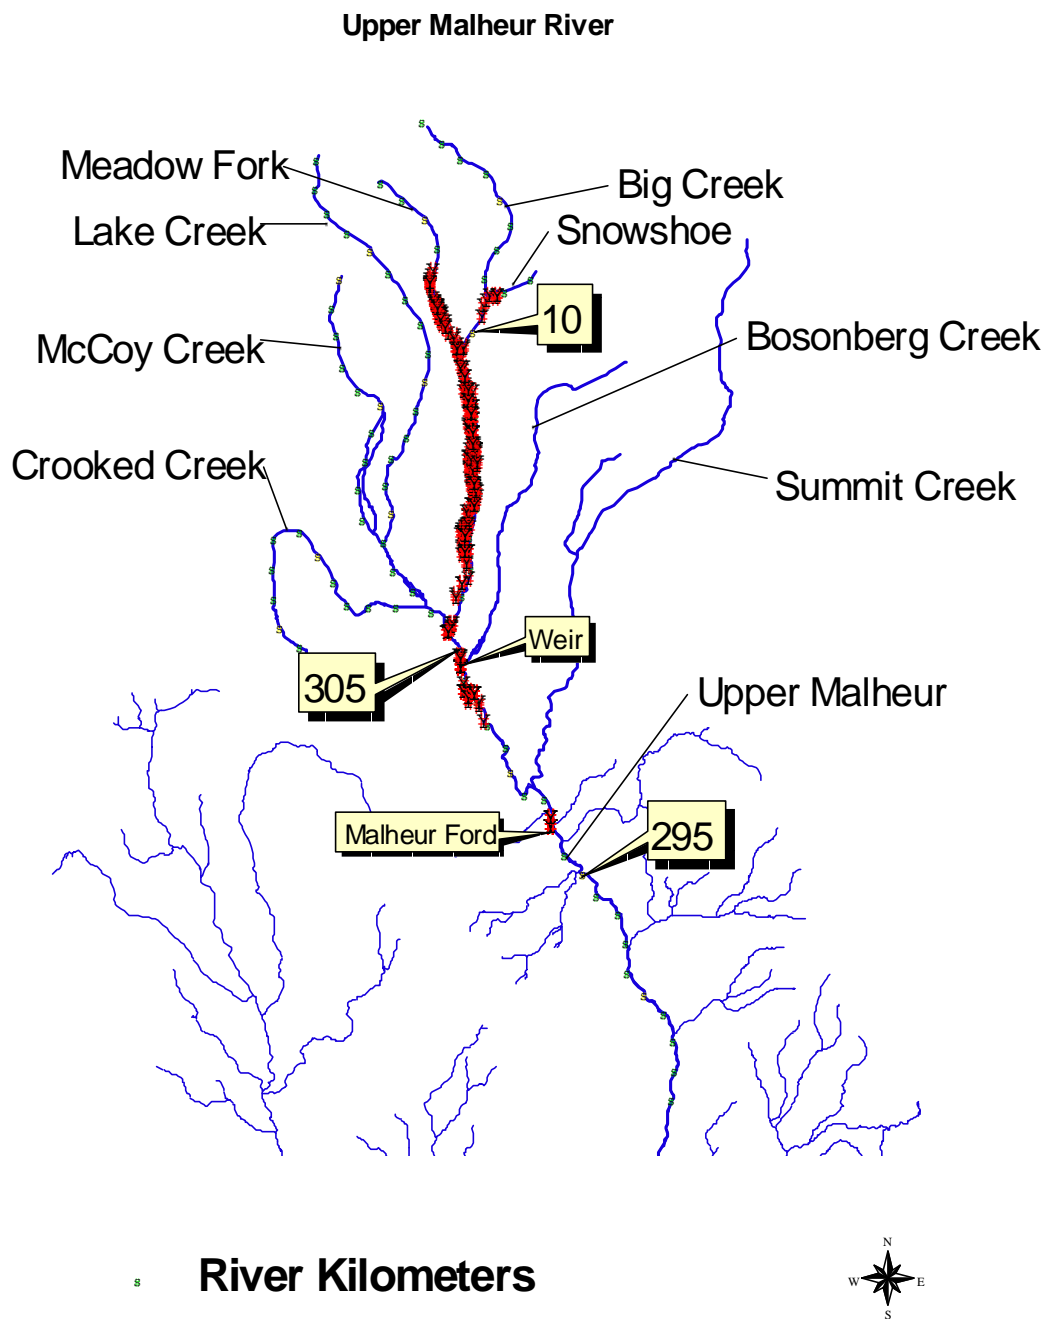 Upper Malheur River
Meadow Fork
Big Creek
Lake Creek
Snowshoe
10
McCoy Creek
Bosonberg Creek
Crooked Creek
Summit Creek
Weir
305
Upper Malheur
Malheur Ford
295
s River Kilometers
N
W E
S